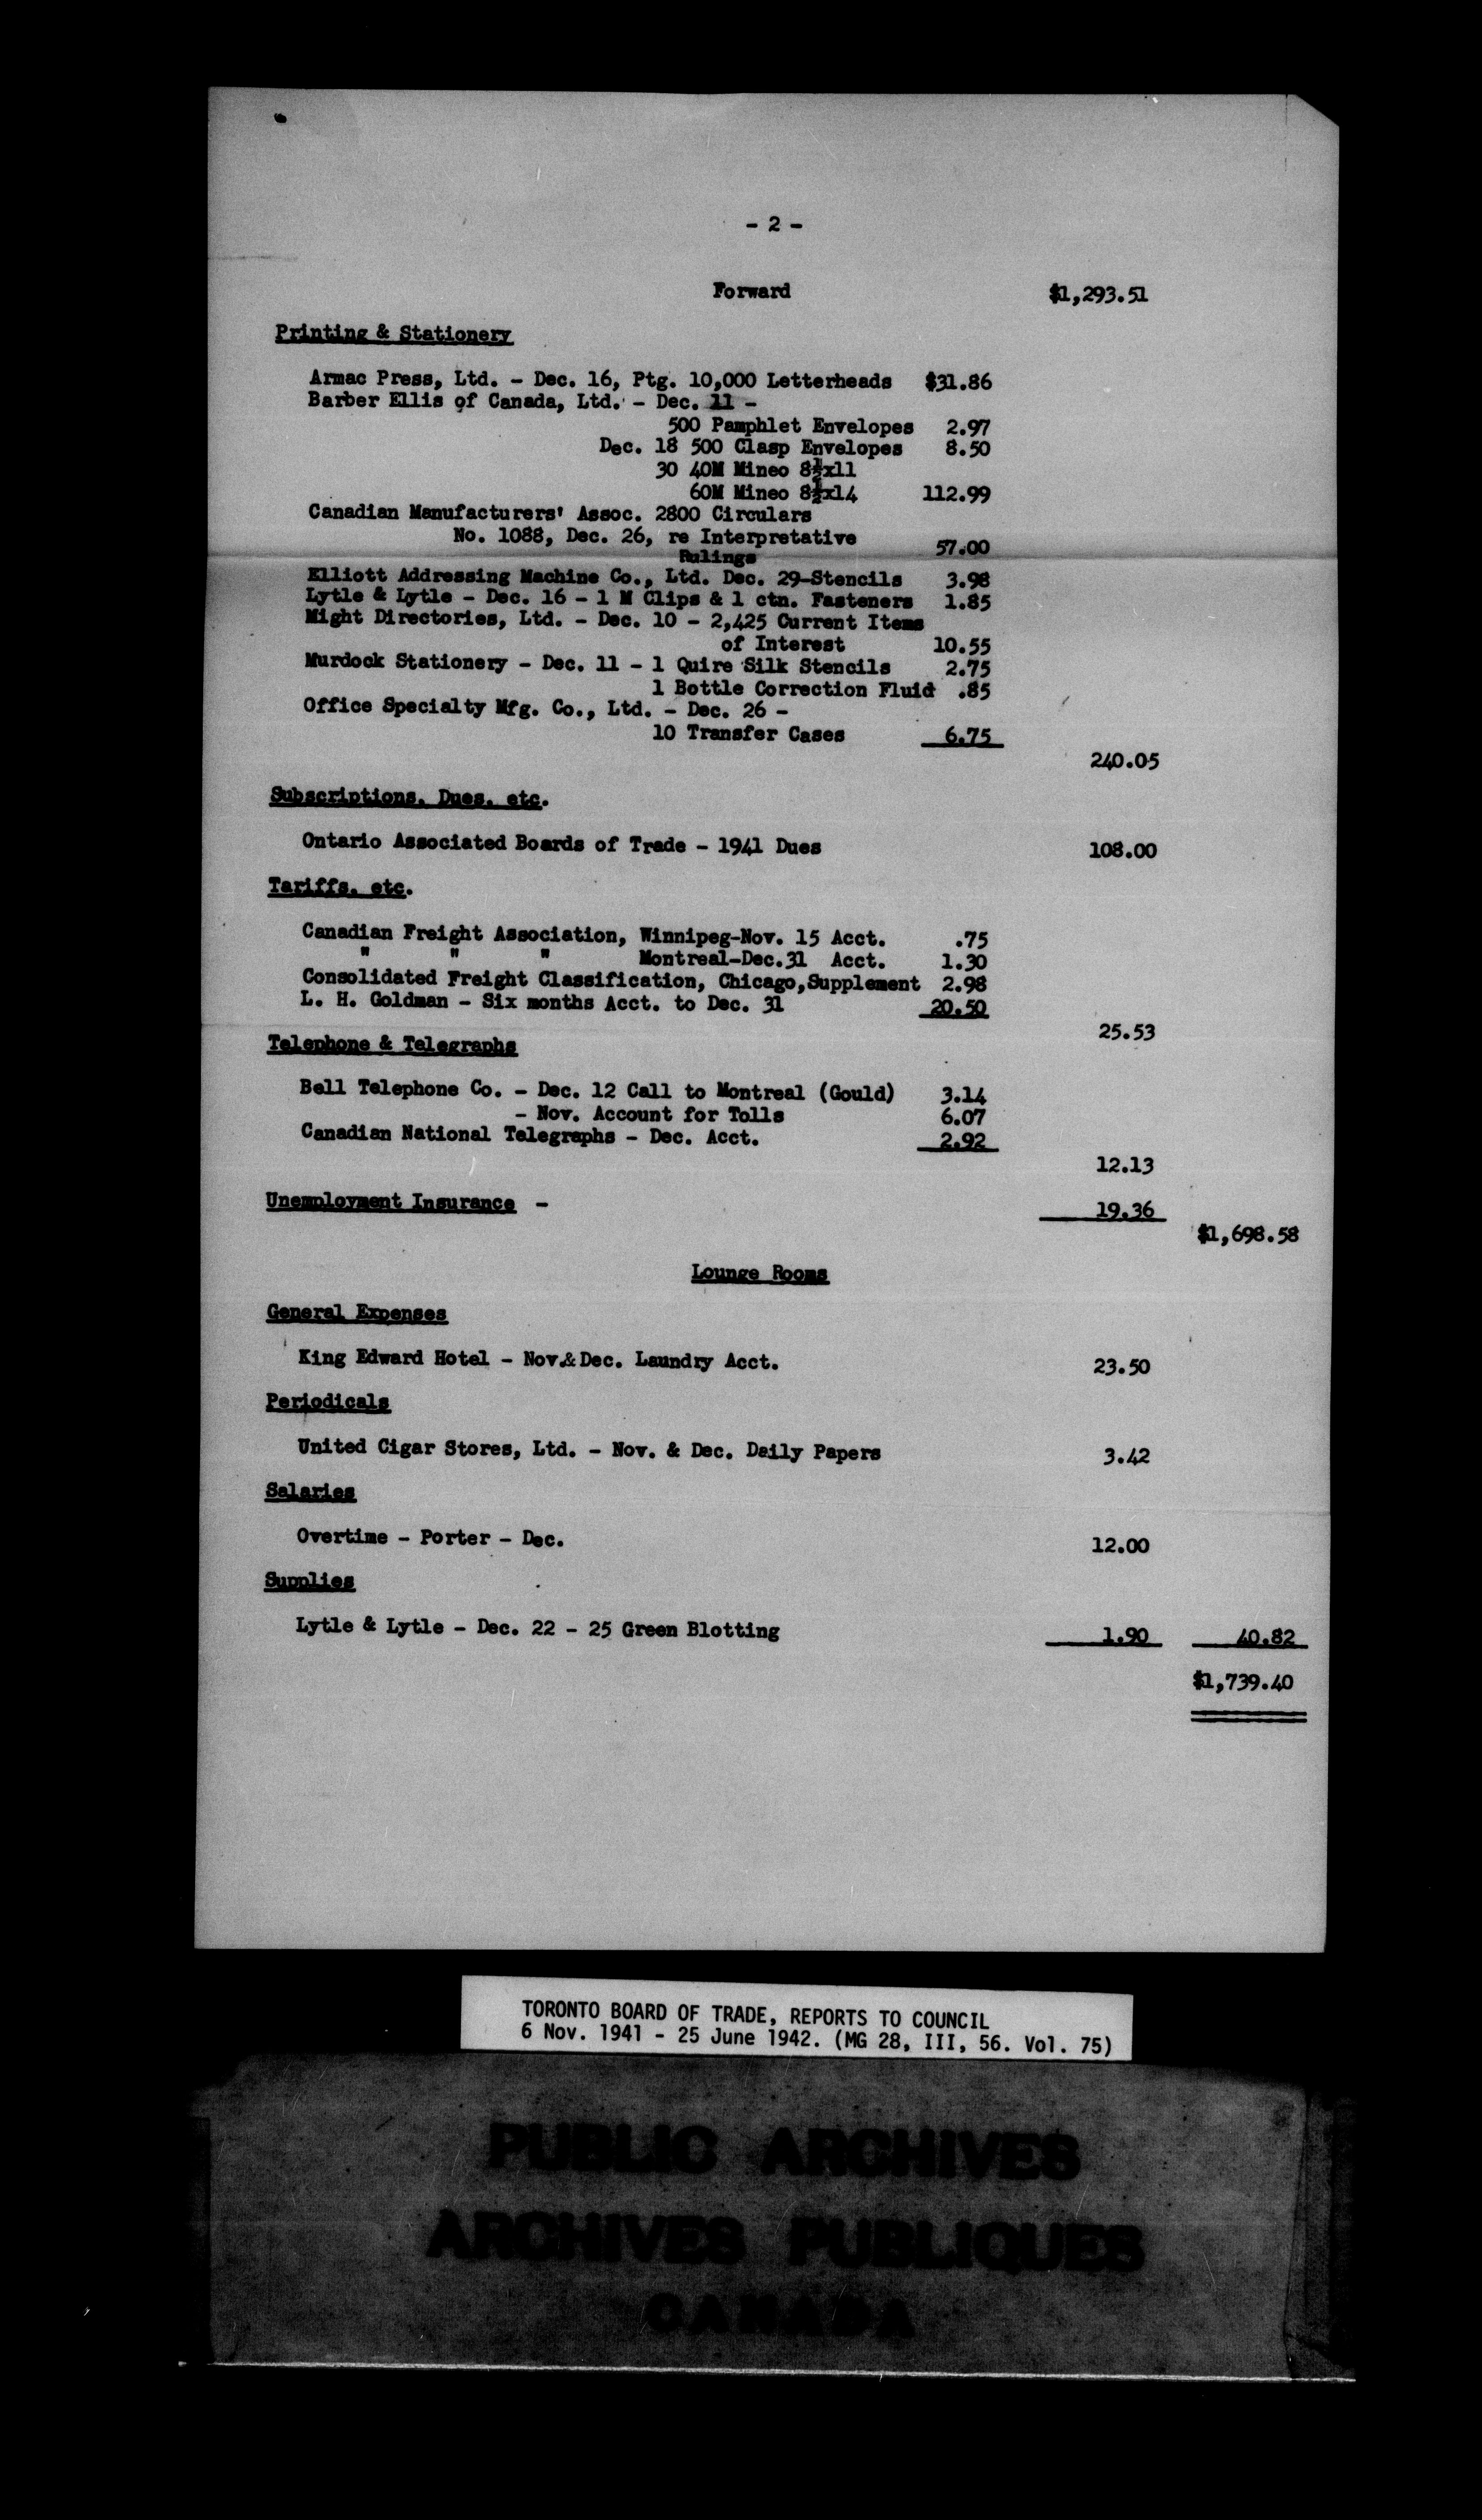 - 2 -
Forward $1,293.51
Printing & Stationery
Armac Press, Ltd. - Dec. 16, Ptg. 10,000 Letterheads $31.86
Barber Ellis of Canada, Ltd. - Dec. 11 -
500 Pamphlet Envelopes 2.97
Dec. 18 500 Clasp Envelopes 8.50
30 40M Mimeo 8½x11
60M Mimeo 8½x14 112.99
Canadian Manufacturers' Assoc. 2800 Circulars
No. 1088, Dec. 26, re Interpretative 57.00
Rulings
Elliott Addressing Machine Co., Ltd. Dec. 29-Stencils 3.98
Lytle & Lytle - Dec. 16 - 1 M Clips & 1 ctn. Fasteners 1.85
Might Directories, Ltd. - Dec. 10 - 2,425 Current Items
of Interest 10.55
Murdock Stationery - Dec. 11 - 1 Quire Silk Stencils 2.75
1 Bottle Correction Fluid .85
Office Specialty Mfg. Co., Ltd. - Dec. 26 -
10 Transfer Cases 6.75
240.05
Subscriptions, Dues, etc.
Ontario Associated Boards of Trade - 1941 Dues 108.00
Tariffs, etc.
Canadian Freight Association, Winnipeg-Nov. 15 Acct. .75
" " " Montreal-Dec.31 Acct. 1.30
Consolidated Freight Classification, Chicago,Supplement 2.98
L. H. Goldman - Six months Acct. to Dec. 31 20.50
25.53
Telephone & Telegraphs
Bell Telephone Co. - Dec. 12 Call to Montreal (Gould) 3.14
- Nov. Account for Tolls 6.07
Canadian National Telegraphs - Dec. Acct. 2.92
12.13
Unemployment Insurance - 19.36
$1,698.58
Lounge Rooms
General Expenses
King Edward Hotel - Nov.& Dec. Laundry Acct. 23.50
Periodicals
United Cigar Stores, Ltd. - Nov. & Dec. Daily Papers 3.42
Salaries
Overtime - Porter - Dec. 12.00
Supplies
Lytle & Lytle - Dec. 22 - 25 Green Blotting 1.90 40.82
$1,739.40
TORONTO BOARD OF TRADE, REPORTS TO COUNCIL
6 Nov. 1941 - 25 June 1942. (MG 28, III, 56. Vol. 75)
PUBLIC ARCHIVES
ARCHIVES PUBLIQUES
CANADA